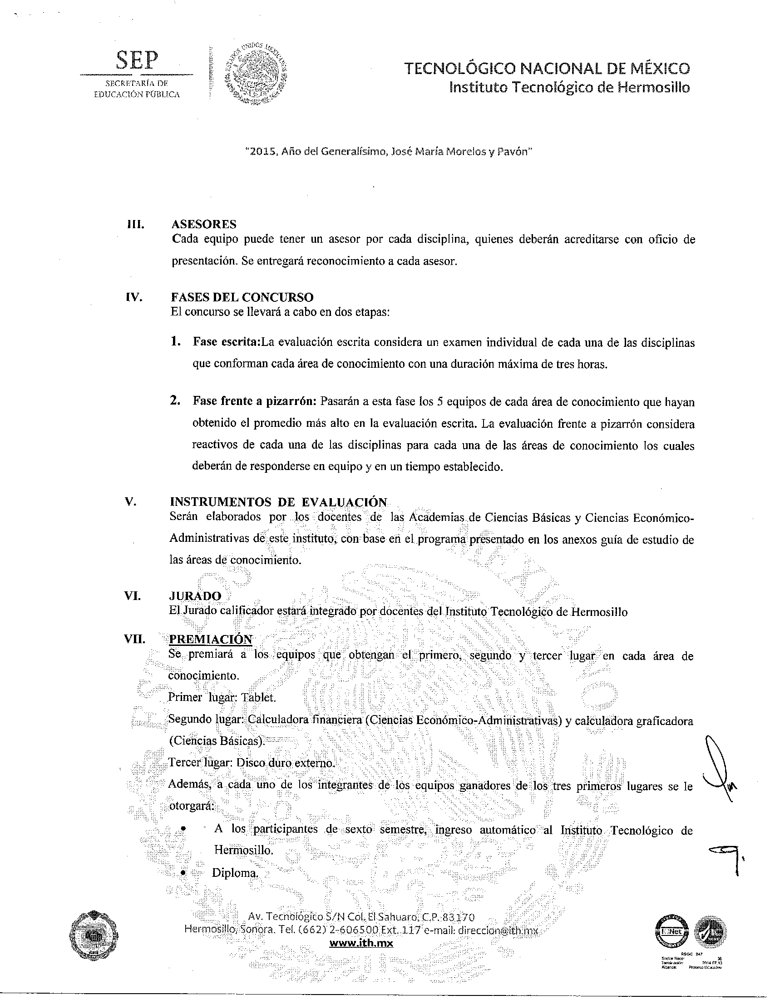 SEP
SECRETARÍA DE
EDUCACIÓN PÚBLICA
UNIDOS MEXICANOS
TECNOLÓGICO NACIONAL DE MÉXICO
Instituto Tecnológico de Hermosillo
"2015, Año del Generalísimo, José María Morelos y Pavón"
III. ASESORES
Cada equipo puede tener un asesor por cada disciplina, quienes deberán acreditarse con oficio de
presentación. Se entregará reconocimiento a cada asesor.
IV. FASES DEL CONCURSO
El concurso se llevará a cabo en dos etapas:
1. Fase escrita:La evaluación escrita considera un examen individual de cada una de las disciplinas
que conforman cada área de conocimiento con una duración máxima de tres horas.
2. Fase frente a pizarrón: Pasarán a esta fase los 5 equipos de cada área de conocimiento que hayan
obtenido el promedio más alto en la evaluación escrita. La evaluación frente a pizarrón considera
reactivos de cada una de las disciplinas para cada una de las áreas de conocimiento los cuales
deberán de responderse en equipo y en un tiempo establecido.
V. INSTRUMENTOS DE EVALUACIÓN
Serán elaborados por los docentes de las Academias de Ciencias Básicas y Ciencias Económico-
Administrativas de este instituto, con base en el programa presentado en los anexos guía de estudio de
las áreas de conocimiento.
VI. JURADO
El Jurado calificador estará integrado por docentes del Instituto Tecnológico de Hermosillo
VII. PREMIACIÓN
Se premiará a los equipos que obtengan el primero, segundo y tercer lugar en cada área de
conocimiento.
Primer lugar: Tablet.
Segundo lugar: Calculadora financiera (Ciencias Económico-Administrativas) y calculadora graficadora
(Ciencias Básicas).
Tercer lugar: Disco duro externo.
Además, a cada uno de los integrantes de los equipos ganadores de los tres primeros lugares se le
otorgará:
• A los participantes de sexto semestre, ingreso automático al Instituto Tecnológico de
Hermosillo.
• Diploma.
Av. Tecnológico S/N Col. El Sahuaro, C.P. 83170
Hermosillo, Sonora. Tel. (662) 2-606500 Ext. 117 e-mail: direccion@ith.mx
www.ith.mx
IQNet
RSGC 247
Sector Nace: 36
Terminación: 2014.07.13
Alcance: Proceso Educativo